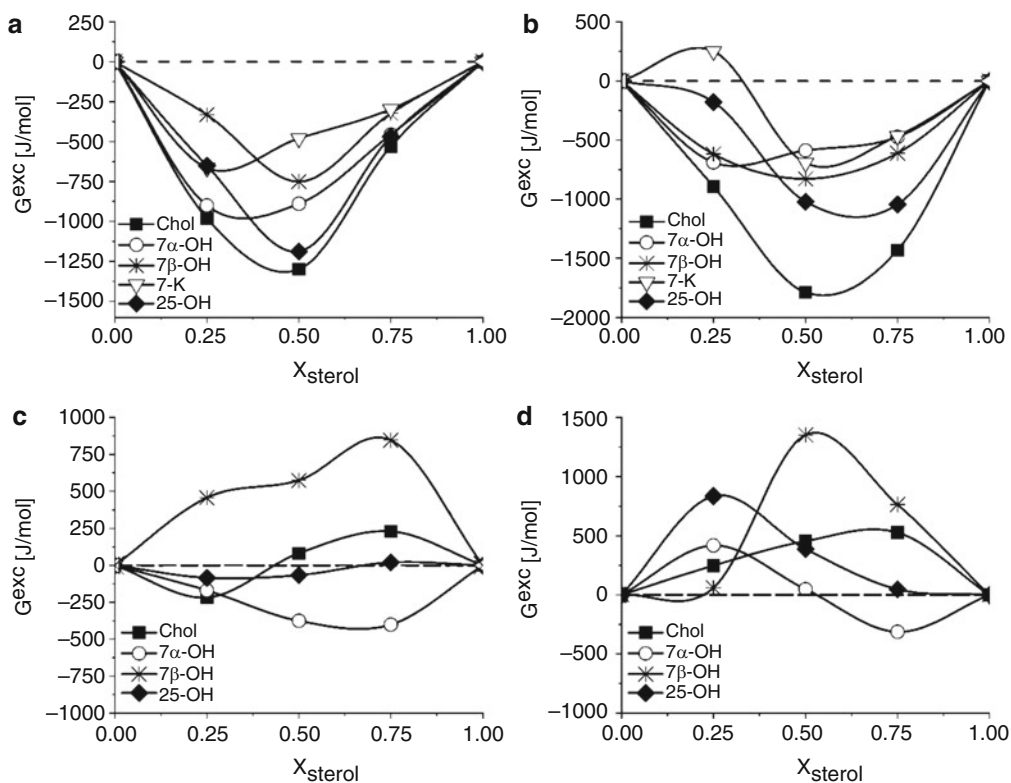 a
G^exc [J/mol]
250
0
−250
−500
−750
−1000
−1250
−1500
Chol
7α-OH
7β-OH
7-K
25-OH
0.00 0.25 0.50 0.75 1.00
X_sterol
b
G^exc [J/mol]
500
0
−500
−1000
−1500
−2000
Chol
7α-OH
7β-OH
7-K
25-OH
0.00 0.25 0.50 0.75 1.00
X_sterol
c
G^exc [J/mol]
1000
750
500
250
0
−250
−500
−750
−1000
Chol
7α-OH
7β-OH
25-OH
0.00 0.25 0.50 0.75 1.00
X_sterol
d
G^exc [J/mol]
1500
1000
500
0
−500
−1000
Chol
7α-OH
7β-OH
25-OH
0.00 0.25 0.50 0.75 1.00
X_sterol